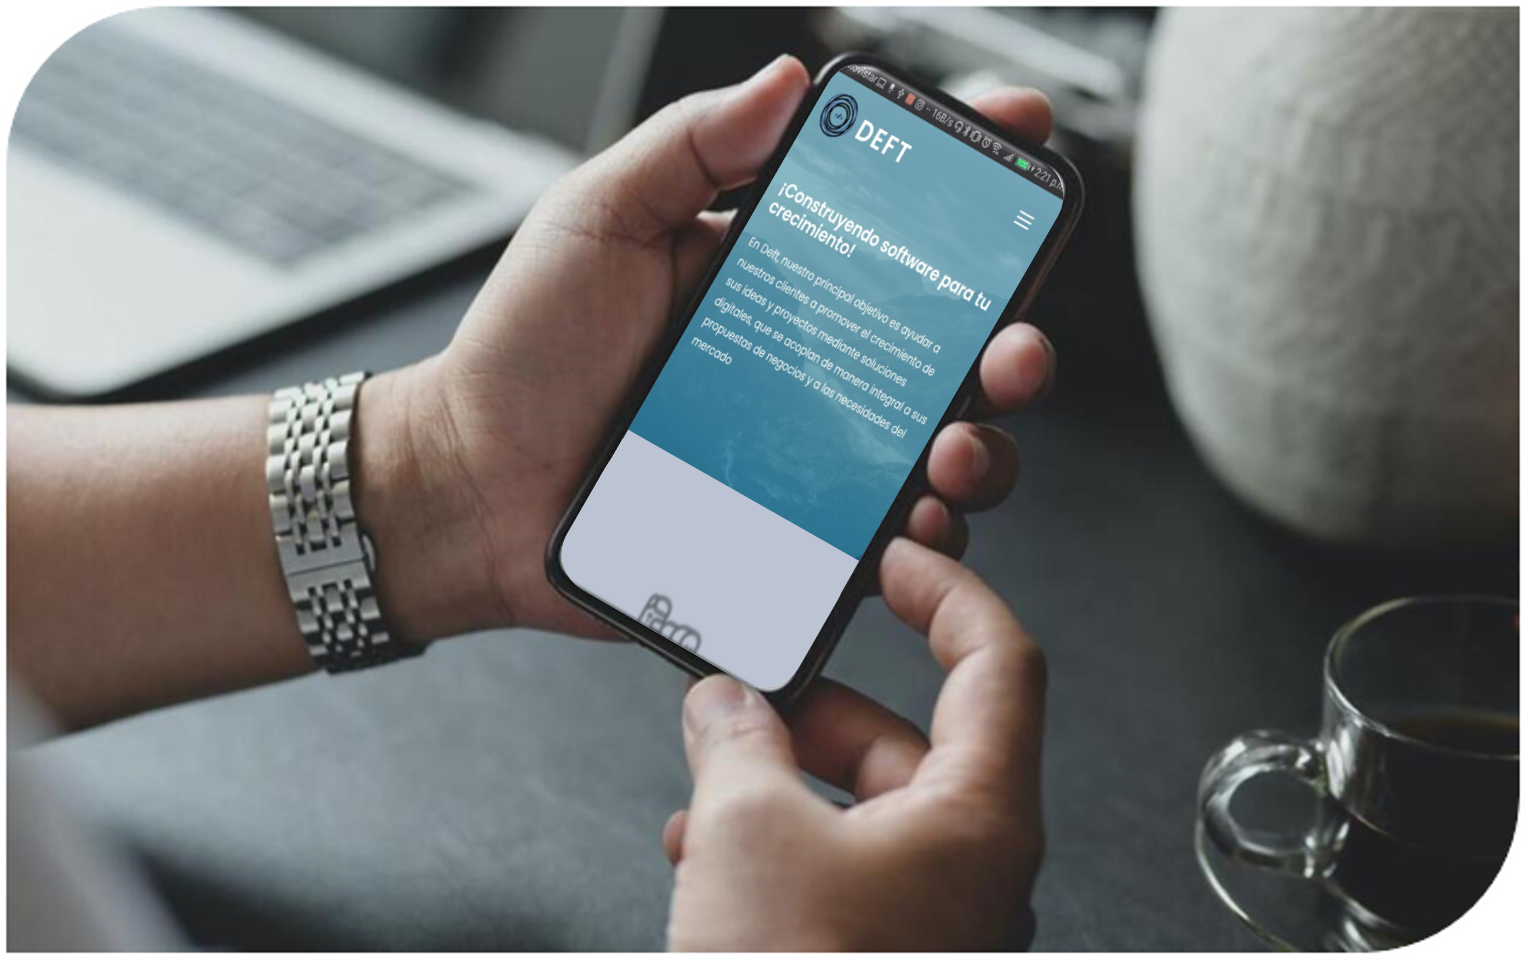 movistar 16B/s 100 2:21 p.m.
DEFT
¡Construyendo software para tu
crecimiento!
En Deft, nuestro principal objetivo es ayudar a
nuestros clientes a promover el crecimiento de
sus ideas y proyectos mediante soluciones
digitales, que se acoplan de manera integral a sus
propuestas de negocios y a las necesidades del
mercado